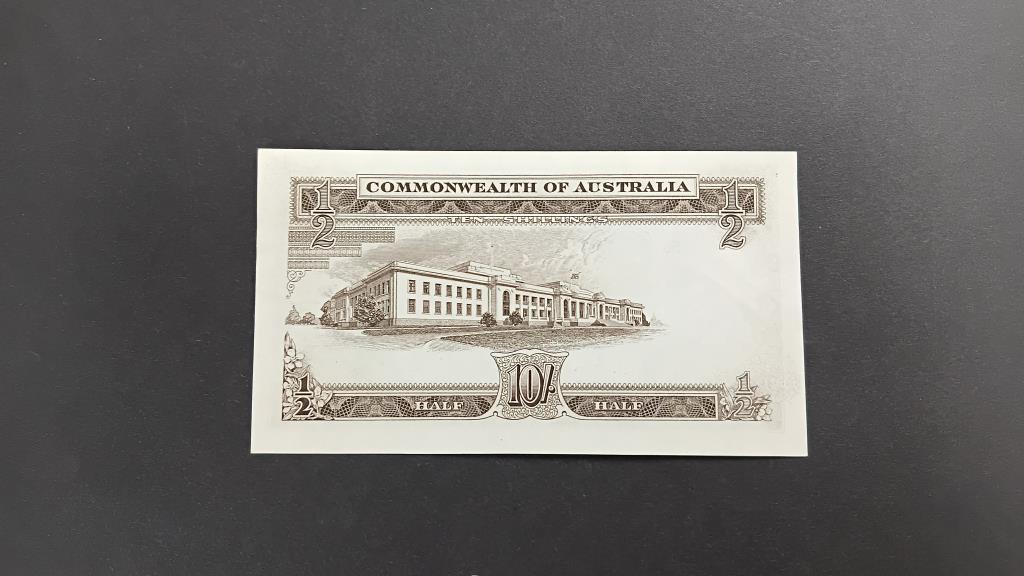 COMMONWEALTH OF AUSTRALIA
1/2
1/2
TEN SHILLINGS
1/2
HALF
10/-
HALF
1/2